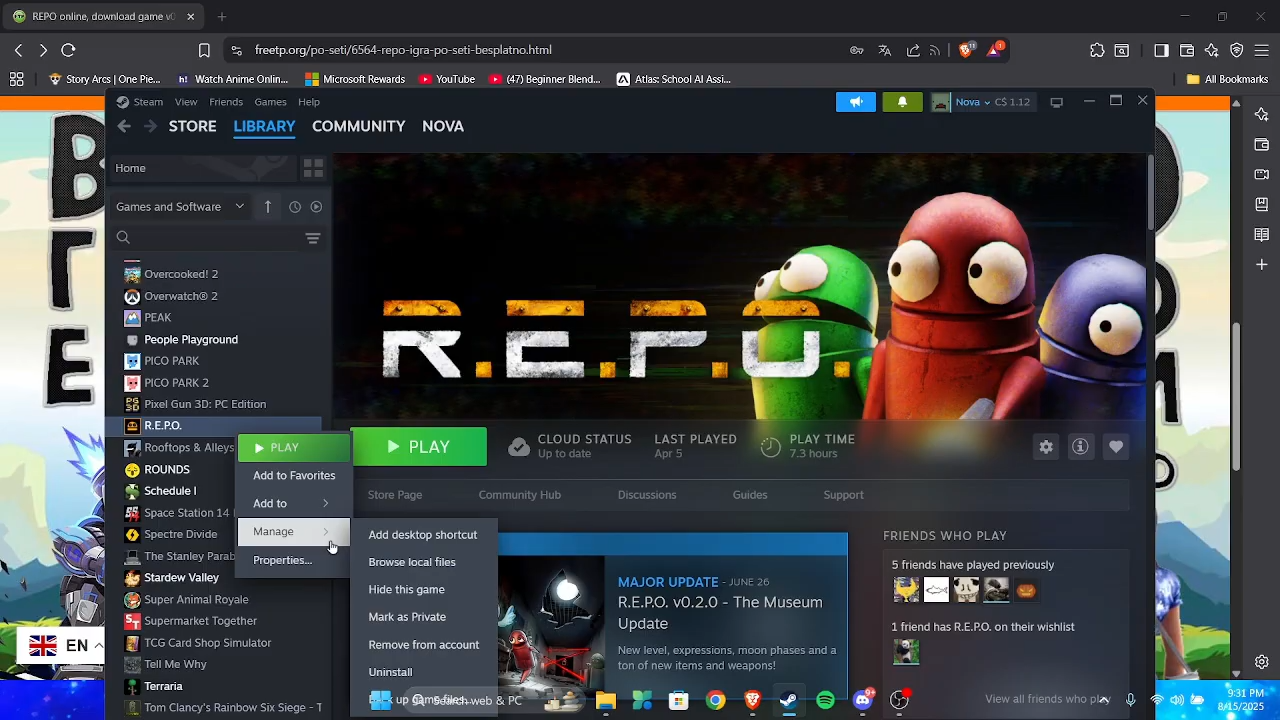 REPO online, download game v0
freetp.org/po-seti/6564-repo-igra-po-seti-besplatno.html
11
1
Story Arcs | One Pie...
Watch Anime Onlin...
Microsoft Rewards
YouTube
(47) Beginner Blend...
Atlas: School AI Assi...
All Bookmarks
Steam
View
Friends
Games
Help
Nova
C$ 1.12
STORE
LIBRARY
COMMUNITY
NOVA
Home
Games and Software
Overcooked! 2
Overwatch® 2
PEAK
People Playground
PICO PARK
PICO PARK 2
Pixel Gun 3D: PC Edition
R.E.P.O.
Rooftops & Alleys
ROUNDS
Schedule I
Space Station 14
Spectre Divide
The Stanley Parab
Stardew Valley
Super Animal Royale
Supermarket Together
TCG Card Shop Simulator
Tell Me Why
Terraria
Tom Clancy's Rainbow Six Siege - T
R.E.P.O.
PLAY
CLOUD STATUS
Up to date
LAST PLAYED
Apr 5
PLAY TIME
7.3 hours
Store Page
Community Hub
Discussions
Guides
Support
PLAY
Add to Favorites
Add to
Manage
Properties...
Add desktop shortcut
Browse local files
Hide this game
Mark as Private
Remove from account
Uninstall
MAJOR UPDATE - JUNE 26
R.E.P.O. v0.2.0 - The Museum
Update
New level, expressions, moon phases and a
ton of new items and weapons!
FRIENDS WHO PLAY
5 friends have played previously
1 friend has R.E.P.O. on their wishlist
View all friends who play
EN
9:31 PM
8/15/2025